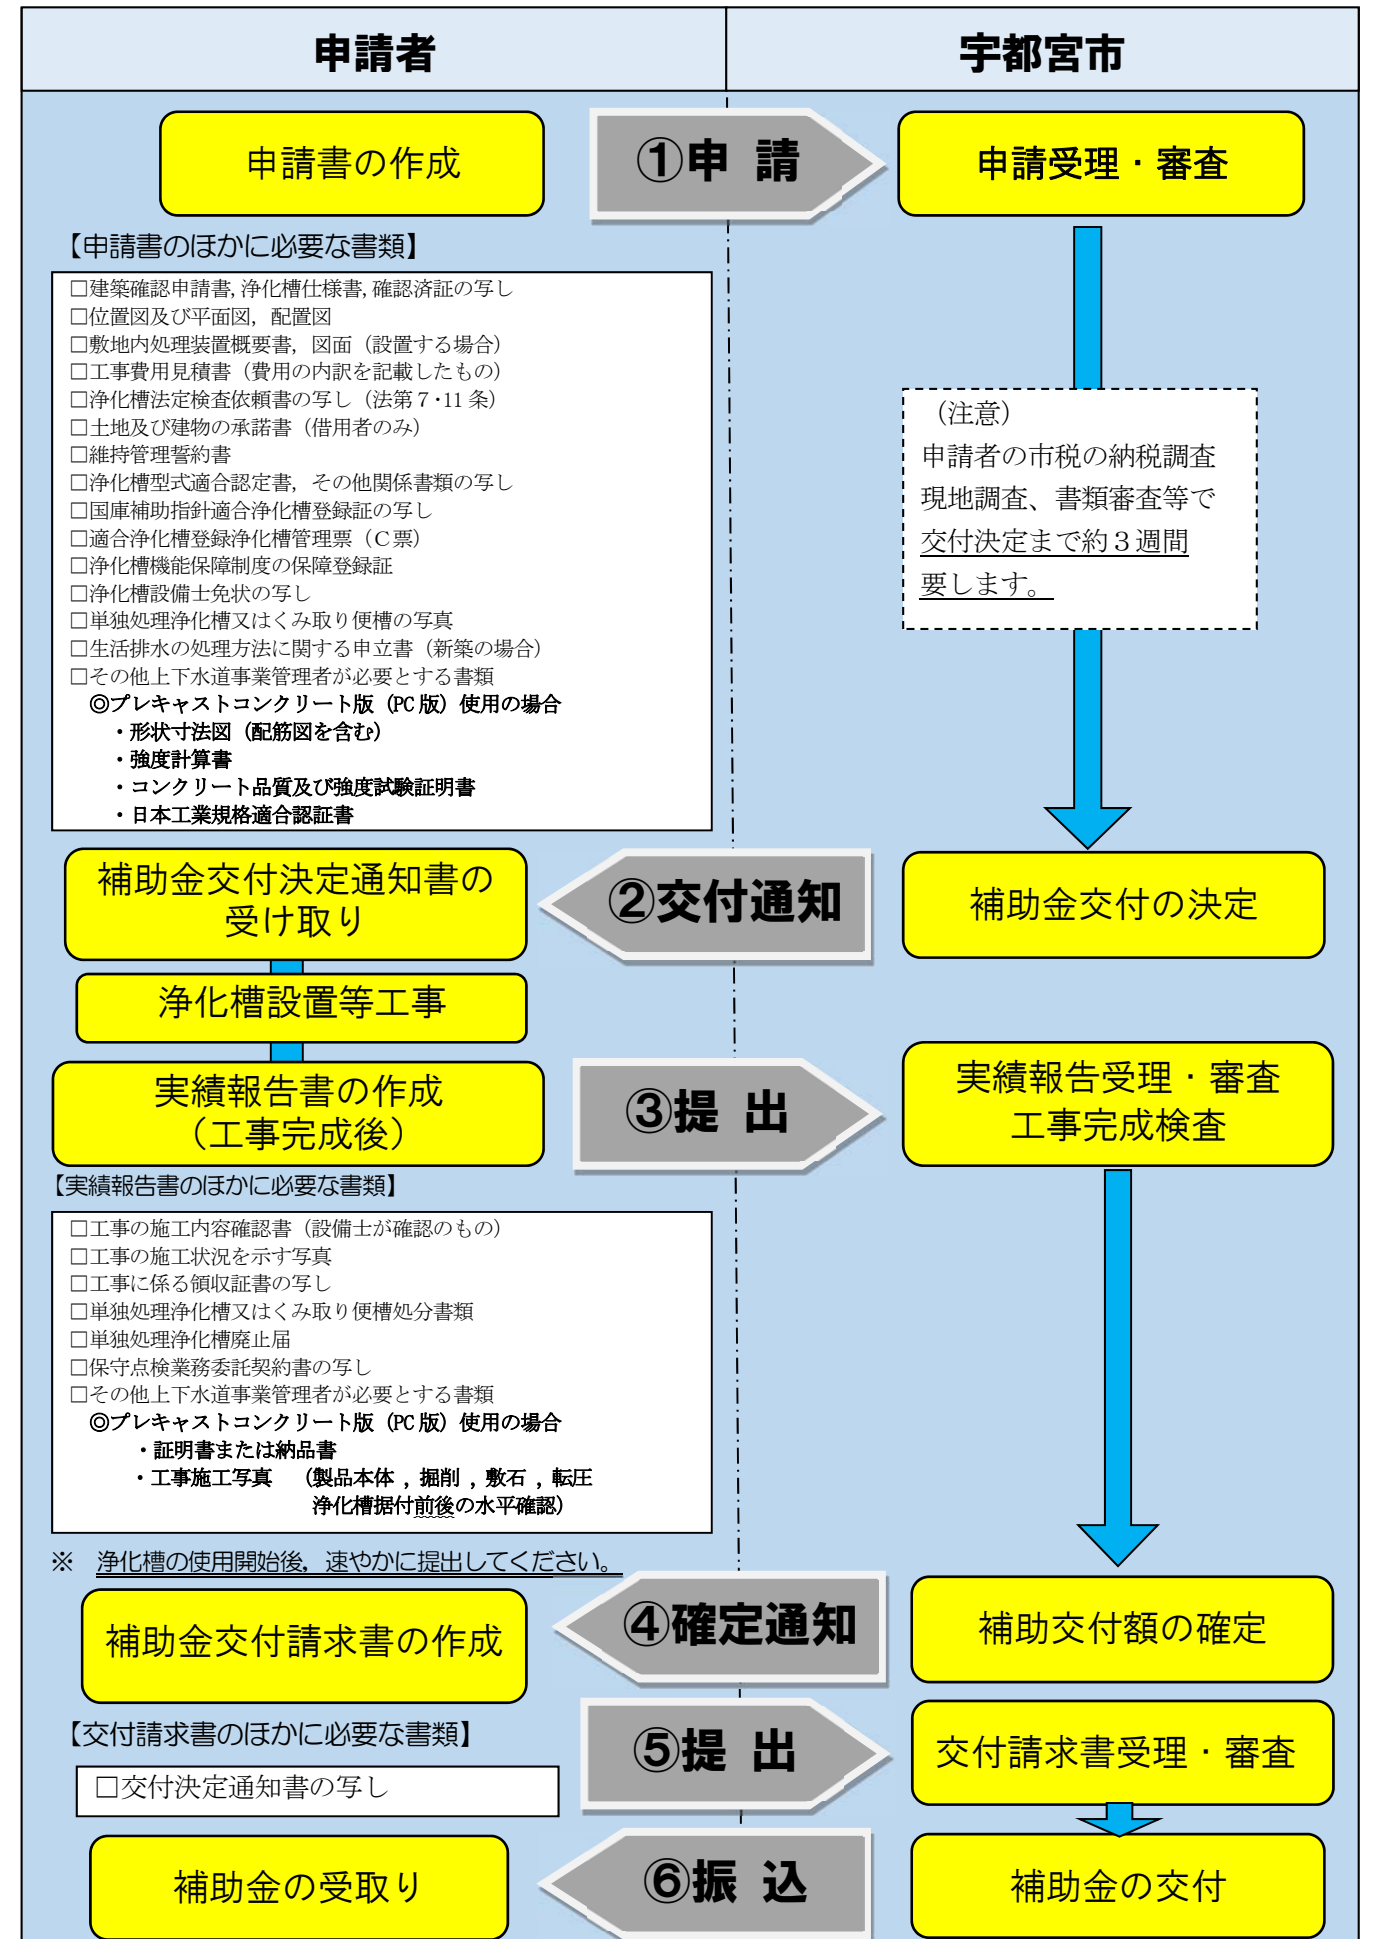 申請者
宇都宮市
申請書の作成
①申 請
申請受理・審査
【申請書のほかに必要な書類】
□建築確認申請書,浄化槽仕様書,確認済証の写し
□位置図及び平面図，配置図
□敷地内処理装置概要書，図面（設置する場合）
□工事費用見積書（費用の内訳を記載したもの）
□浄化槽法定検査依頼書の写し（法第７・11条）
□土地及び建物の承諾書（借用者のみ）
□維持管理誓約書
□浄化槽型式適合認定書，その他関係書類の写し
□国庫補助指針適合浄化槽登録証の写し
□適合浄化槽登録浄化槽管理票（Ｃ票）
□浄化槽機能保障制度の保障登録証
□浄化槽設備士免状の写し
□単独処理浄化槽又はくみ取り便槽の写真
□生活排水の処理方法に関する申立書（新築の場合）
□その他上下水道事業管理者が必要とする書類
◎プレキャストコンクリート版（PC版）使用の場合
・形状寸法図（配筋図を含む）
・強度計算書
・コンクリート品質及び強度試験証明書
・日本工業規格適合認証書
（注意）
申請者の市税の納税調査
現地調査、書類審査等で
交付決定まで約３週間
要します。
補助金交付決定通知書の
受け取り
②交付通知
補助金交付の決定
浄化槽設置等工事
実績報告書の作成
（工事完成後）
③提 出
実績報告受理・審査
工事完成検査
【実績報告書のほかに必要な書類】
□工事の施工内容確認書（設備士が確認のもの）
□工事の施工状況を示す写真
□工事に係る領収証書の写し
□単独処理浄化槽又はくみ取り便槽処分書類
□単独処理浄化槽廃止届
□保守点検業務委託契約書の写し
□その他上下水道事業管理者が必要とする書類
◎プレキャストコンクリート版（PC版）使用の場合
・証明書または納品書
・工事施工写真　（製品本体，掘削，敷石，転圧
浄化槽据付前後の水平確認）
※　浄化槽の使用開始後，速やかに提出してください。
補助金交付請求書の作成
④確定通知
補助交付額の確定
【交付請求書のほかに必要な書類】
□交付決定通知書の写し
⑤提 出
交付請求書受理・審査
補助金の受取り
⑥振 込
補助金の交付